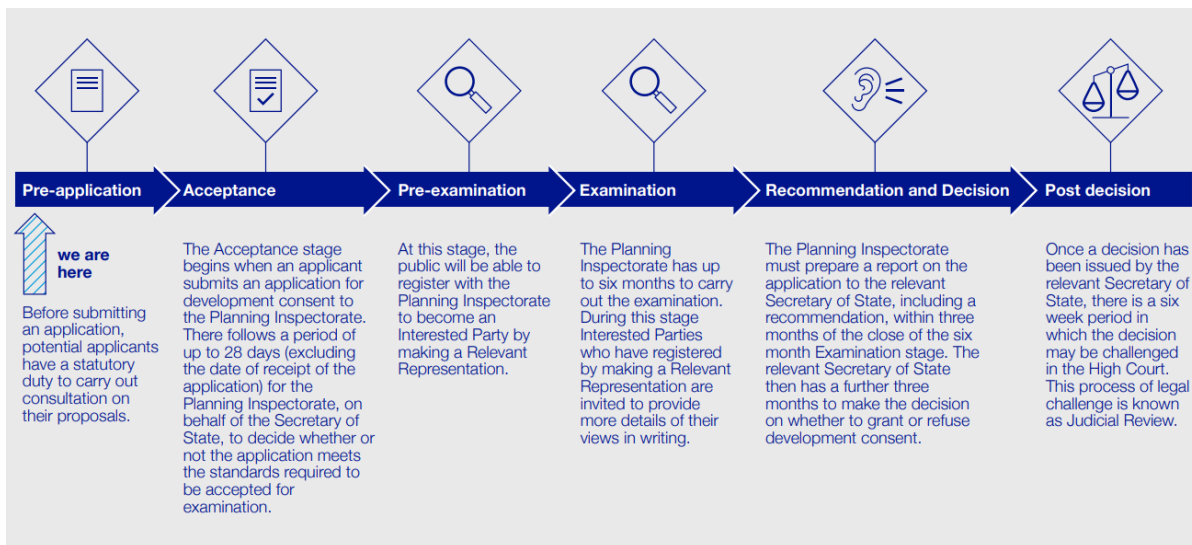 Pre-application
Acceptance
Pre-examination
Examination
Recommendation and Decision
Post decision
we are
here
Before submitting
an application,
potential applicants
have a statutory
duty to carry out
consultation on
their proposals.
The Acceptance stage
begins when an applicant
submits an application for
development consent to
the Planning Inspectorate.
There follows a period of
up to 28 days (excluding
the date of receipt of the
application) for the
Planning Inspectorate, on
behalf of the Secretary of
State, to decide whether or
not the application meets
the standards required to
be accepted for
examination.
At this stage, the
public will be able to
register with the
Planning Inspectorate
to become an
Interested Party by
making a Relevant
Representation.
The Planning
Inspectorate has up
to six months to carry
out the examination.
During this stage
Interested Parties
who have registered
by making a Relevant
Representation are
invited to provide
more details of their
views in writing.
The Planning Inspectorate
must prepare a report on the
application to the relevant
Secretary of State, including a
recommendation, within three
months of the close of the six
month Examination stage. The
relevant Secretary of State
then has a further three
months to make the decision
on whether to grant or refuse
development consent.
Once a decision has
been issued by the
relevant Secretary of
State, there is a six
week period in
which the decision
may be challenged
in the High Court.
This process of legal
challenge is known
as Judicial Review.